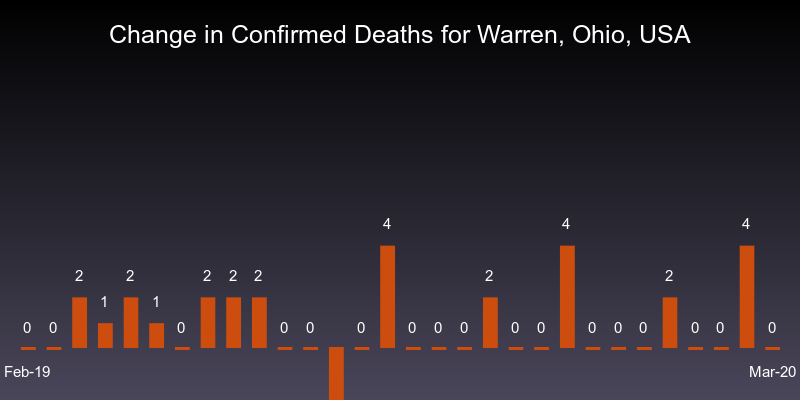 Change in Confirmed Deaths for Warren, Ohio, USA
4 4 4
2 2 2 2 2 2 2
1 1
0 0 0 0 0 0 0 0 0 0 0 0 0 0 0 0 0
Feb-19 Mar-20